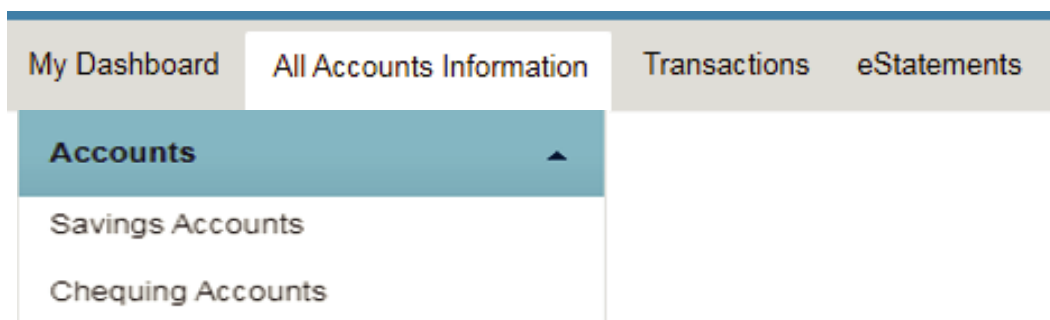 My Dashboard All Accounts Information Transactions eStatements
Accounts
Savings Accounts
Chequing Accounts